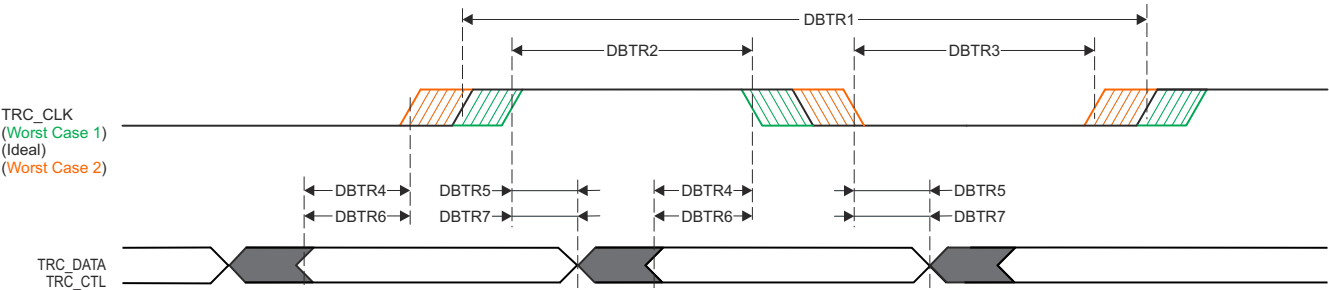 DBTR1
DBTR2 DBTR3
TRC_CLK
(Worst Case 1)
(Ideal)
(Worst Case 2)
DBTR4 DBTR5 DBTR4 DBTR5
DBTR6 DBTR7 DBTR6 DBTR7
TRC_DATA
TRC_CTL